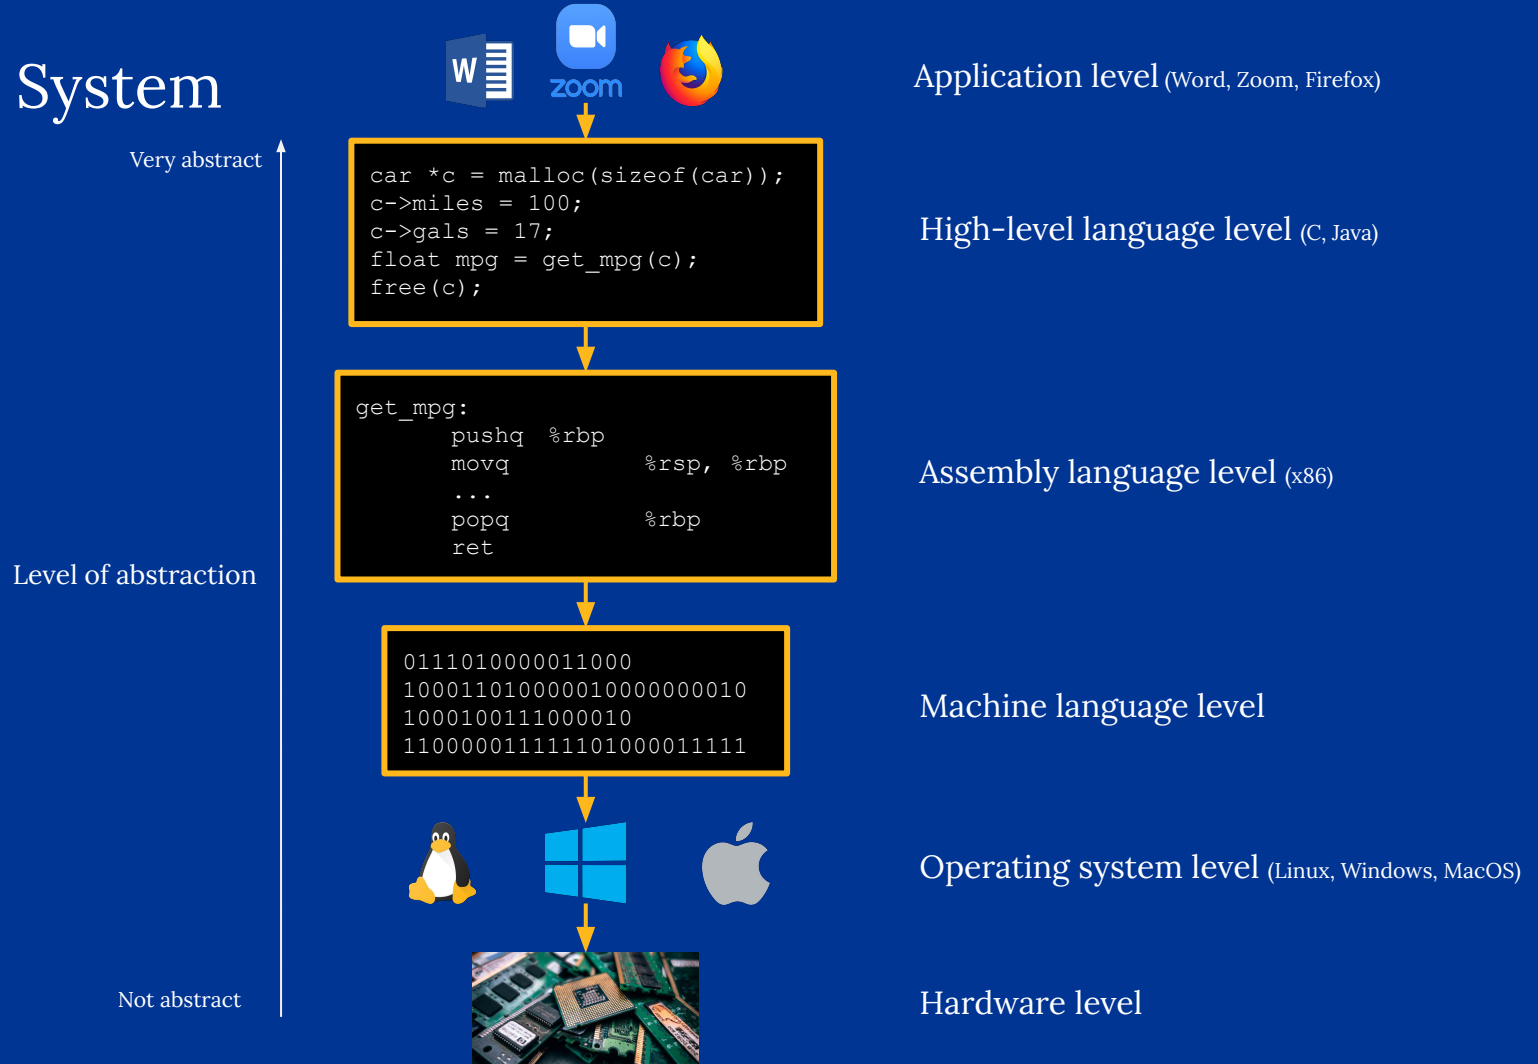 System
W
zoom
Application level (Word, Zoom, Firefox)
Very abstract
car *c = malloc(sizeof(car));
c->miles = 100;
c->gals = 17;
float mpg = get_mpg(c);
free(c);
High-level language level (C, Java)
get_mpg:
pushq %rbp
movq %rsp, %rbp
...
popq %rbp
ret
Assembly language level (x86)
Level of abstraction
0111010000011000
100011010000010000000010
1000100111000010
110000011111101000011111
Machine language level
Operating system level (Linux, Windows, MacOS)
Not abstract
Hardware level